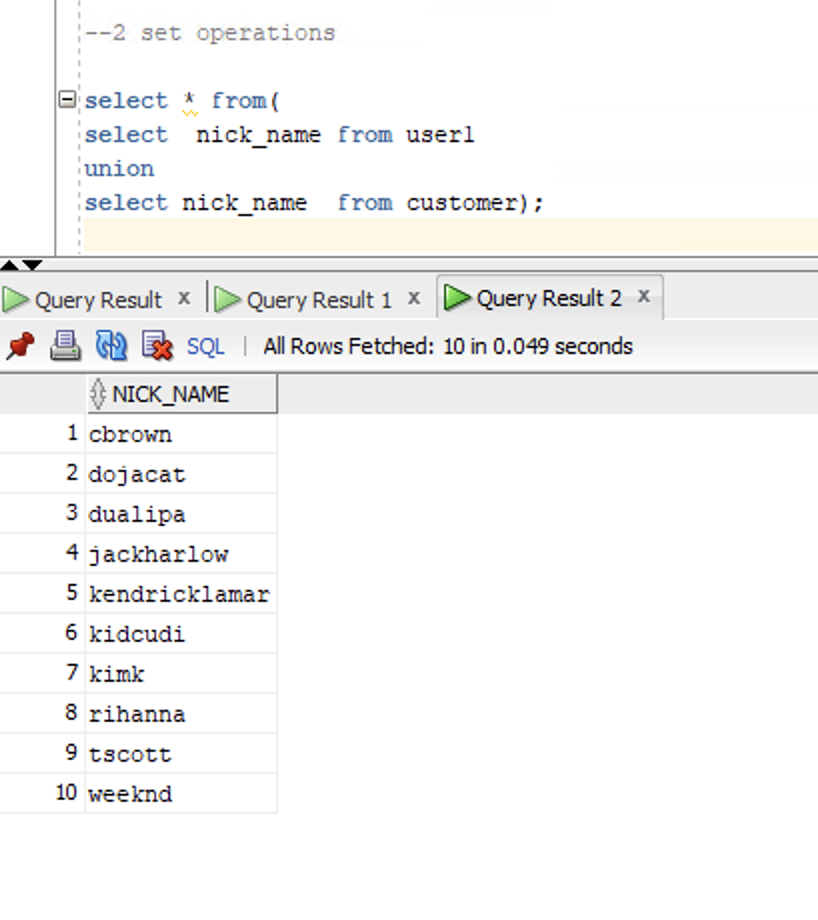 --2 set operations
select * from(
select  nick_name from user1
union
select nick_name  from customer);
Query Result x Query Result 1 x Query Result 2 x
SQL | All Rows Fetched: 10 in 0.049 seconds
NICK_NAME
1 cbrown
2 dojacat
3 dualipa
4 jackharlow
5 kendricklamar
6 kidcudi
7 kimk
8 rihanna
9 tscott
10 weeknd